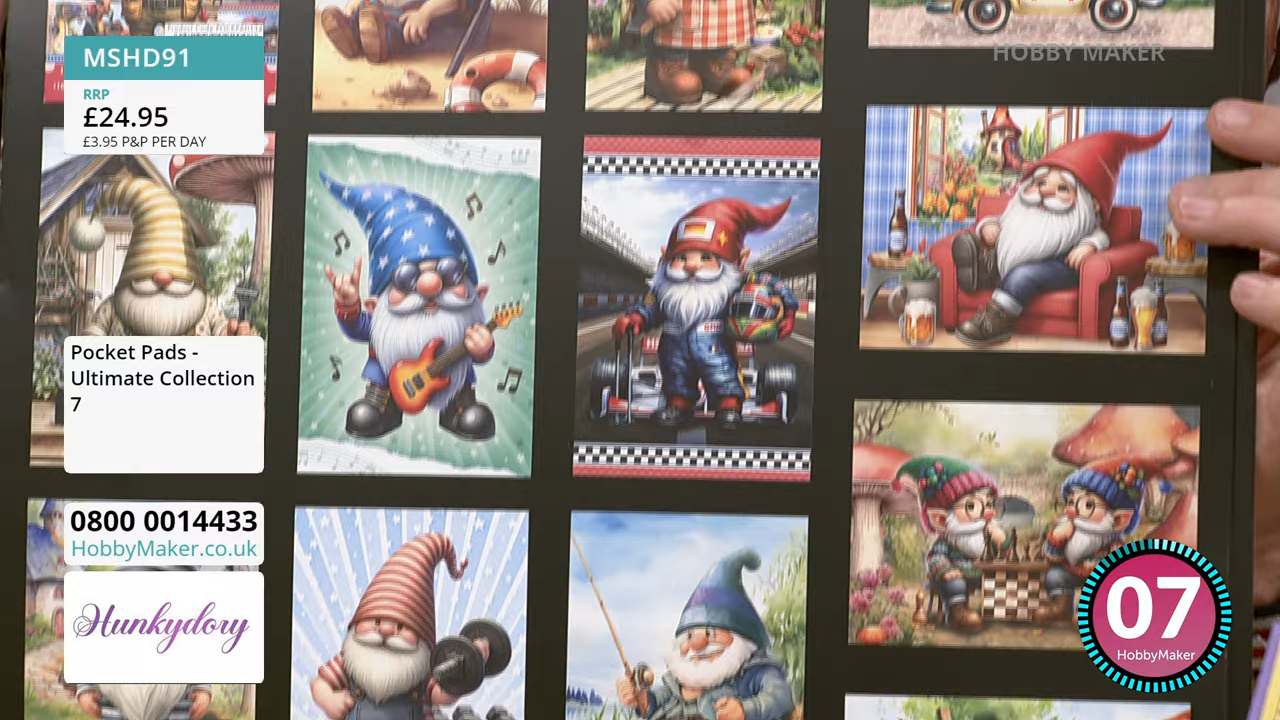 MSHD91
RRP
£24.95
£3.95 P&P PER DAY
HOBBY MAKER
Pocket Pads -
Ultimate Collection
7
0800 0014433
HobbyMaker.co.uk
Hunkydory
07
HobbyMaker